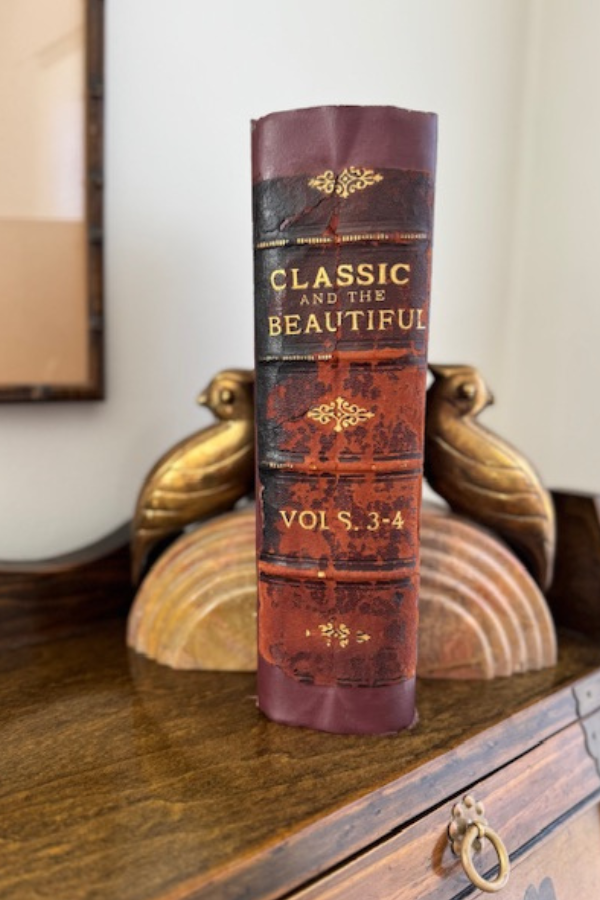 CLASSIC
AND THE
BEAUTIFUL
VOLS. 3-4